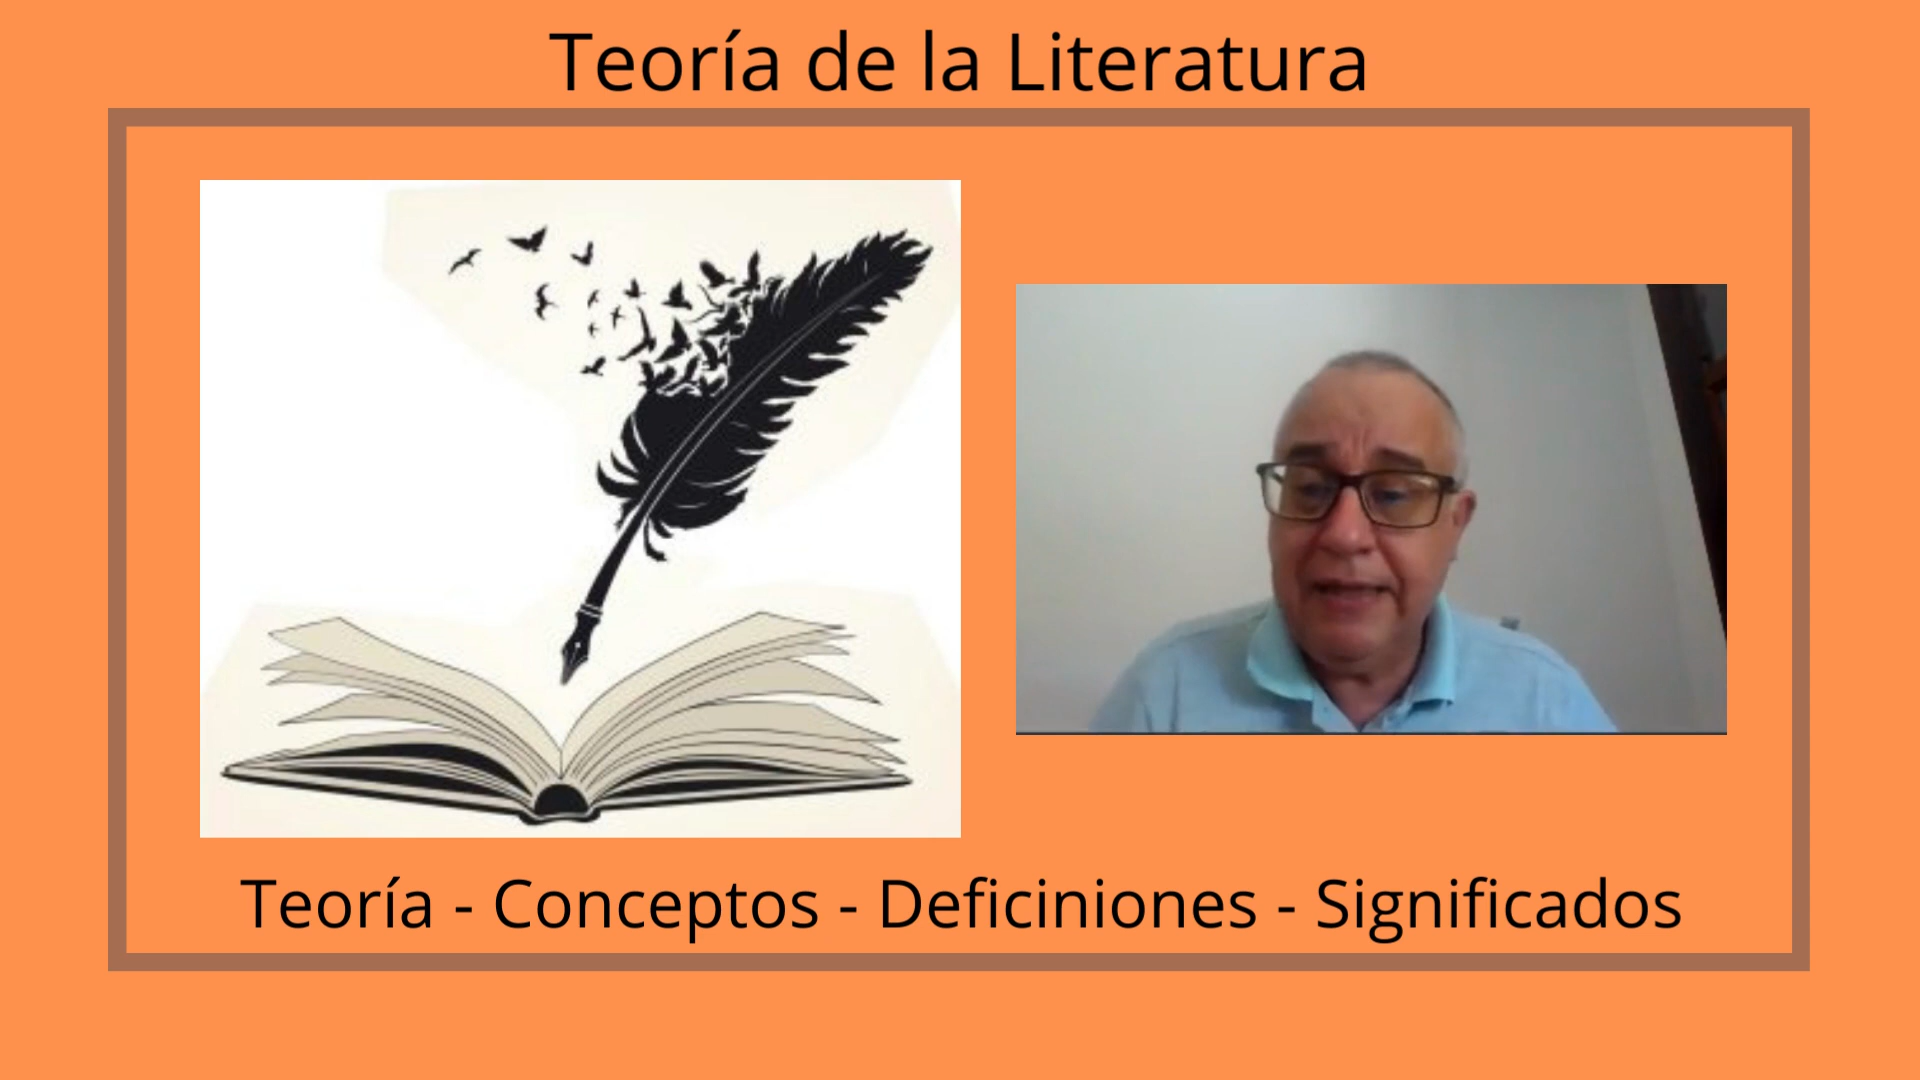 Teoría de la Literatura
Teoría - Conceptos - Deficiniones - Significados